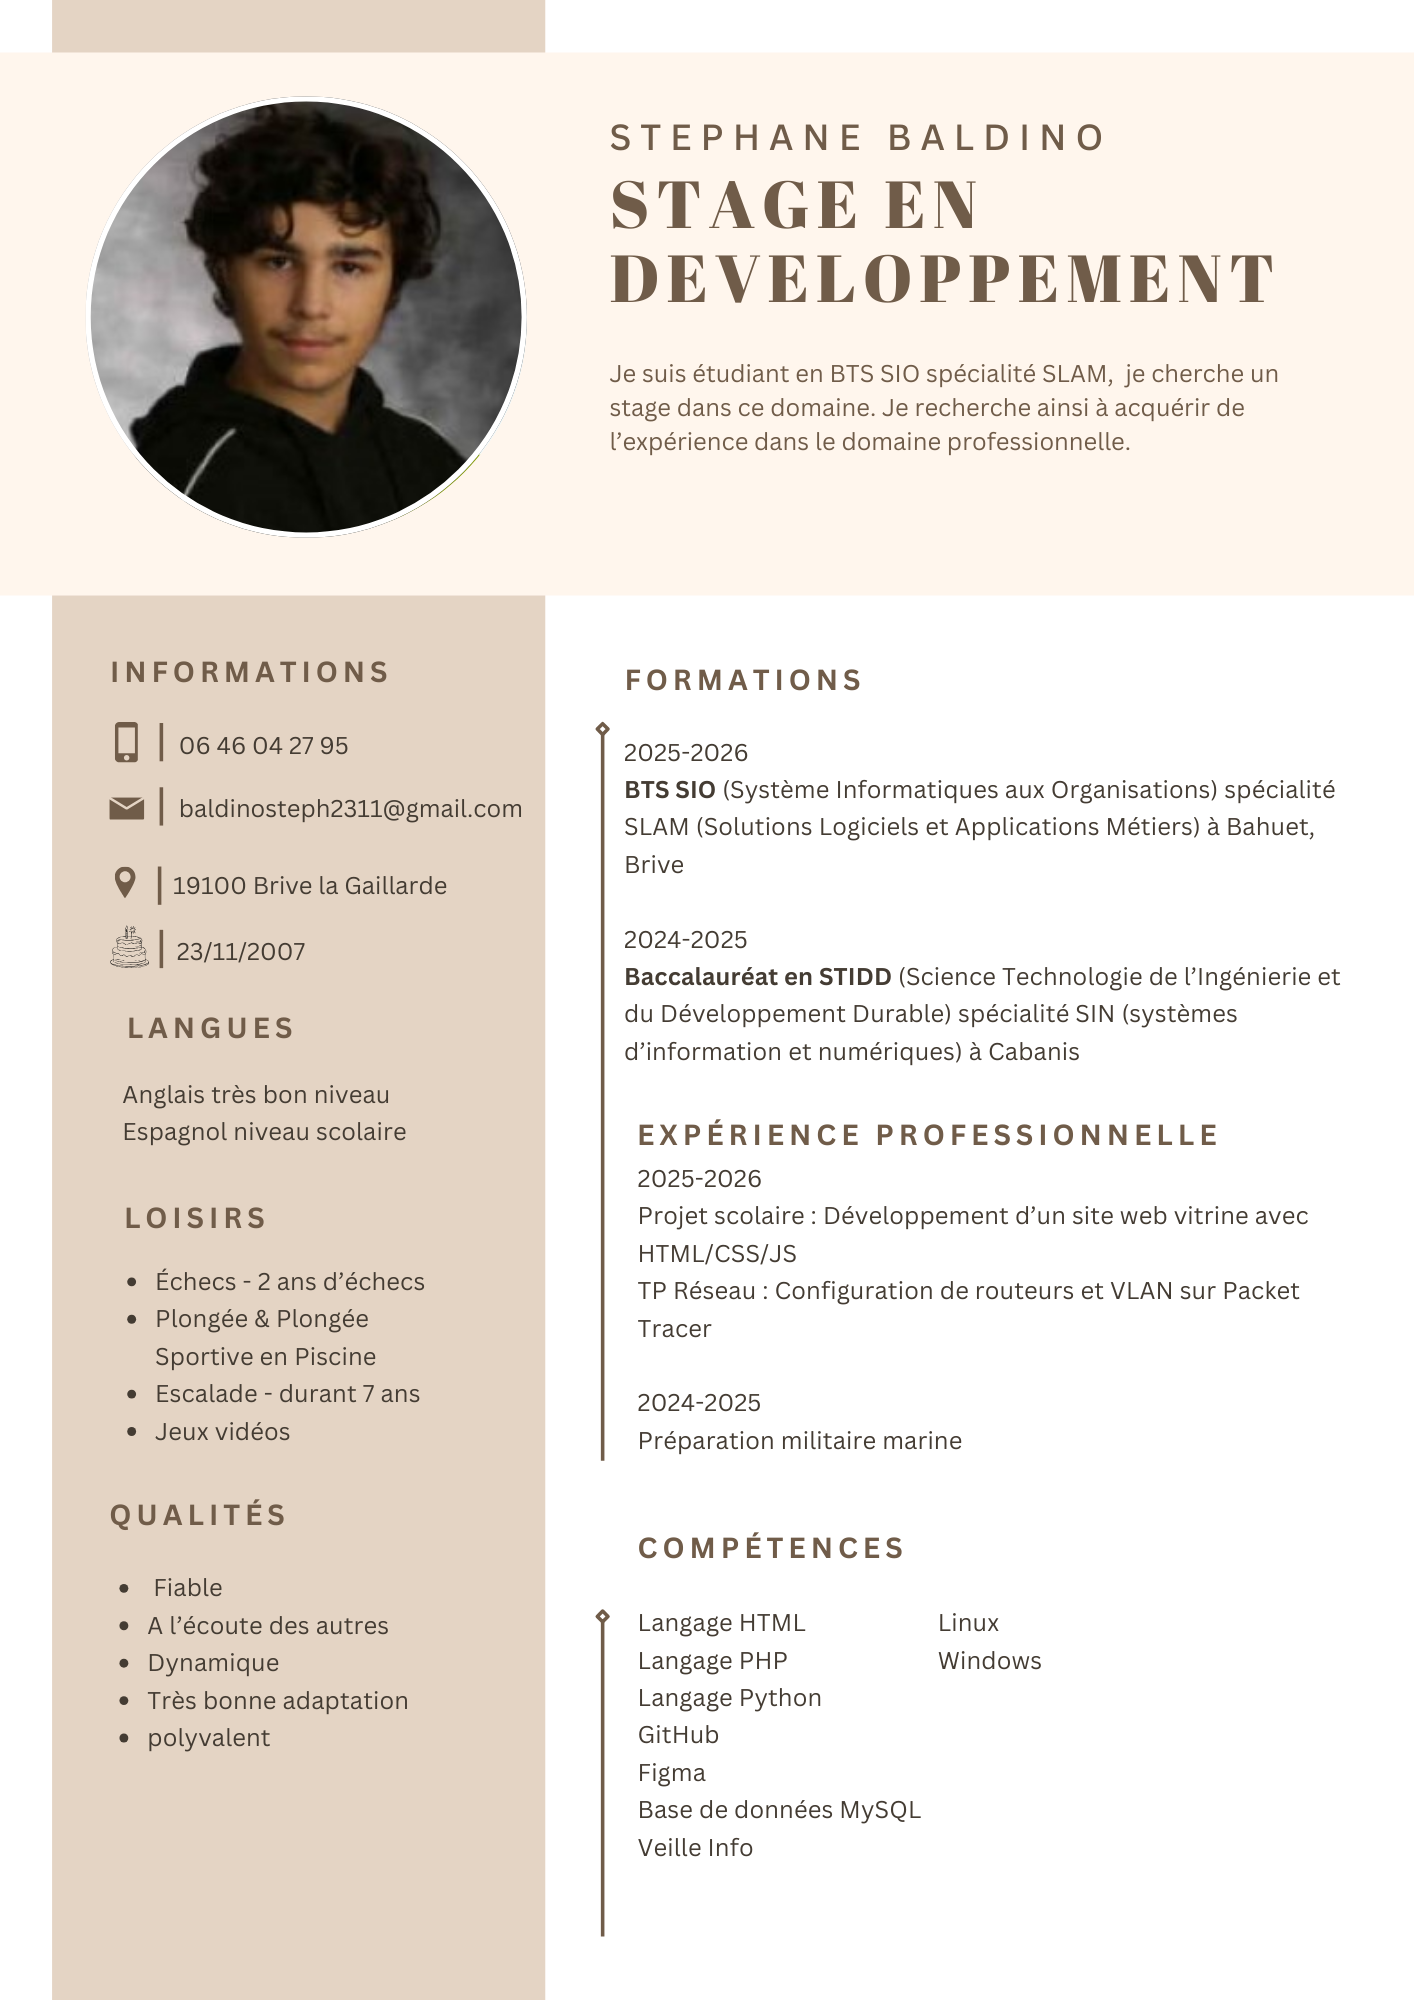 STEPHANE BALDINO
STAGE EN
DEVELOPPEMENT
Je suis étudiant en BTS SIO spécialité SLAM,  je cherche un
stage dans ce domaine. Je recherche ainsi à acquérir de
l’expérience dans le domaine professionnelle.
INFORMATIONS
06 46 04 27 95
baldinosteph2311@gmail.com
19100 Brive la Gaillarde
23/11/2007
LANGUES
Anglais très bon niveau
Espagnol niveau scolaire
LOISIRS
Échecs - 2 ans d’échecs
Plongée & Plongée
Sportive en Piscine
Escalade - durant 7 ans
Jeux vidéos
QUALITÉS
Fiable
A l’écoute des autres
Dynamique
Très bonne adaptation
polyvalent
FORMATIONS
2025-2026
BTS SIO (Système Informatiques aux Organisations) spécialité
SLAM (Solutions Logiciels et Applications Métiers) à Bahuet,
Brive
2024-2025
Baccalauréat en STIDD (Science Technologie de l’Ingénierie et
du Développement Durable) spécialité SIN (systèmes
d’information et numériques) à Cabanis
EXPÉRIENCE PROFESSIONNELLE
2025-2026
Projet scolaire : Développement d’un site web vitrine avec
HTML/CSS/JS
TP Réseau : Configuration de routeurs et VLAN sur Packet
Tracer
2024-2025
Préparation militaire marine
COMPÉTENCES
Langage HTML
Langage PHP
Langage Python
GitHub
Figma
Base de données MySQL
Veille Info
Linux
Windows